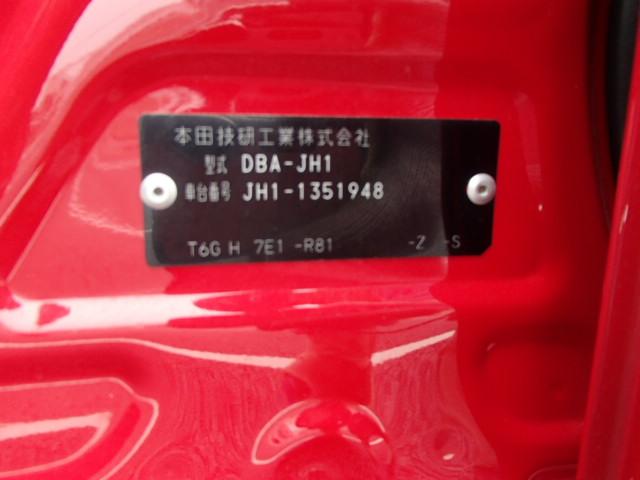 本田技研工業株式会社
型式 DBA-JH1
車台番号 JH1-1351948
T6G H 7E1 -R81 -Z -S